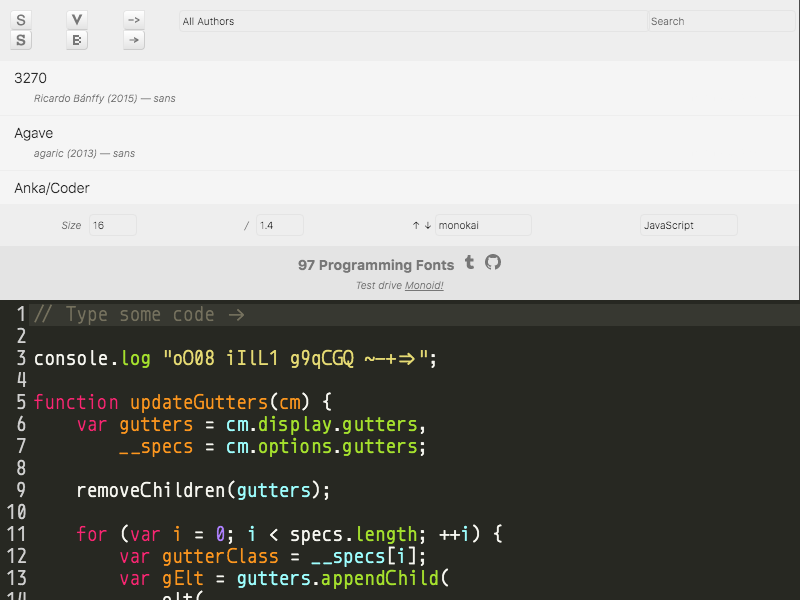 S V -> All Authors Search
S B →
3270
Ricardo Bánffy (2015) — sans
Agave
agaric (2013) — sans
Anka/Coder
Size 16 / 1.4 ↑ ↓ monokai JavaScript
97 Programming Fonts t
Test drive Monoid!
1 // Type some code →
2
3 console.log "oO08 iIlL1 g9qCGQ ~-+=>";
4
5 function updateGutters(cm) {
6 var gutters = cm.display.gutters,
7 __specs = cm.options.gutters;
8
9 removeChildren(gutters);
10
11 for (var i = 0; i < specs.length; ++i) {
12 var gutterClass = __specs[i];
13 var gElt = gutters.appendChild(
14 elt(